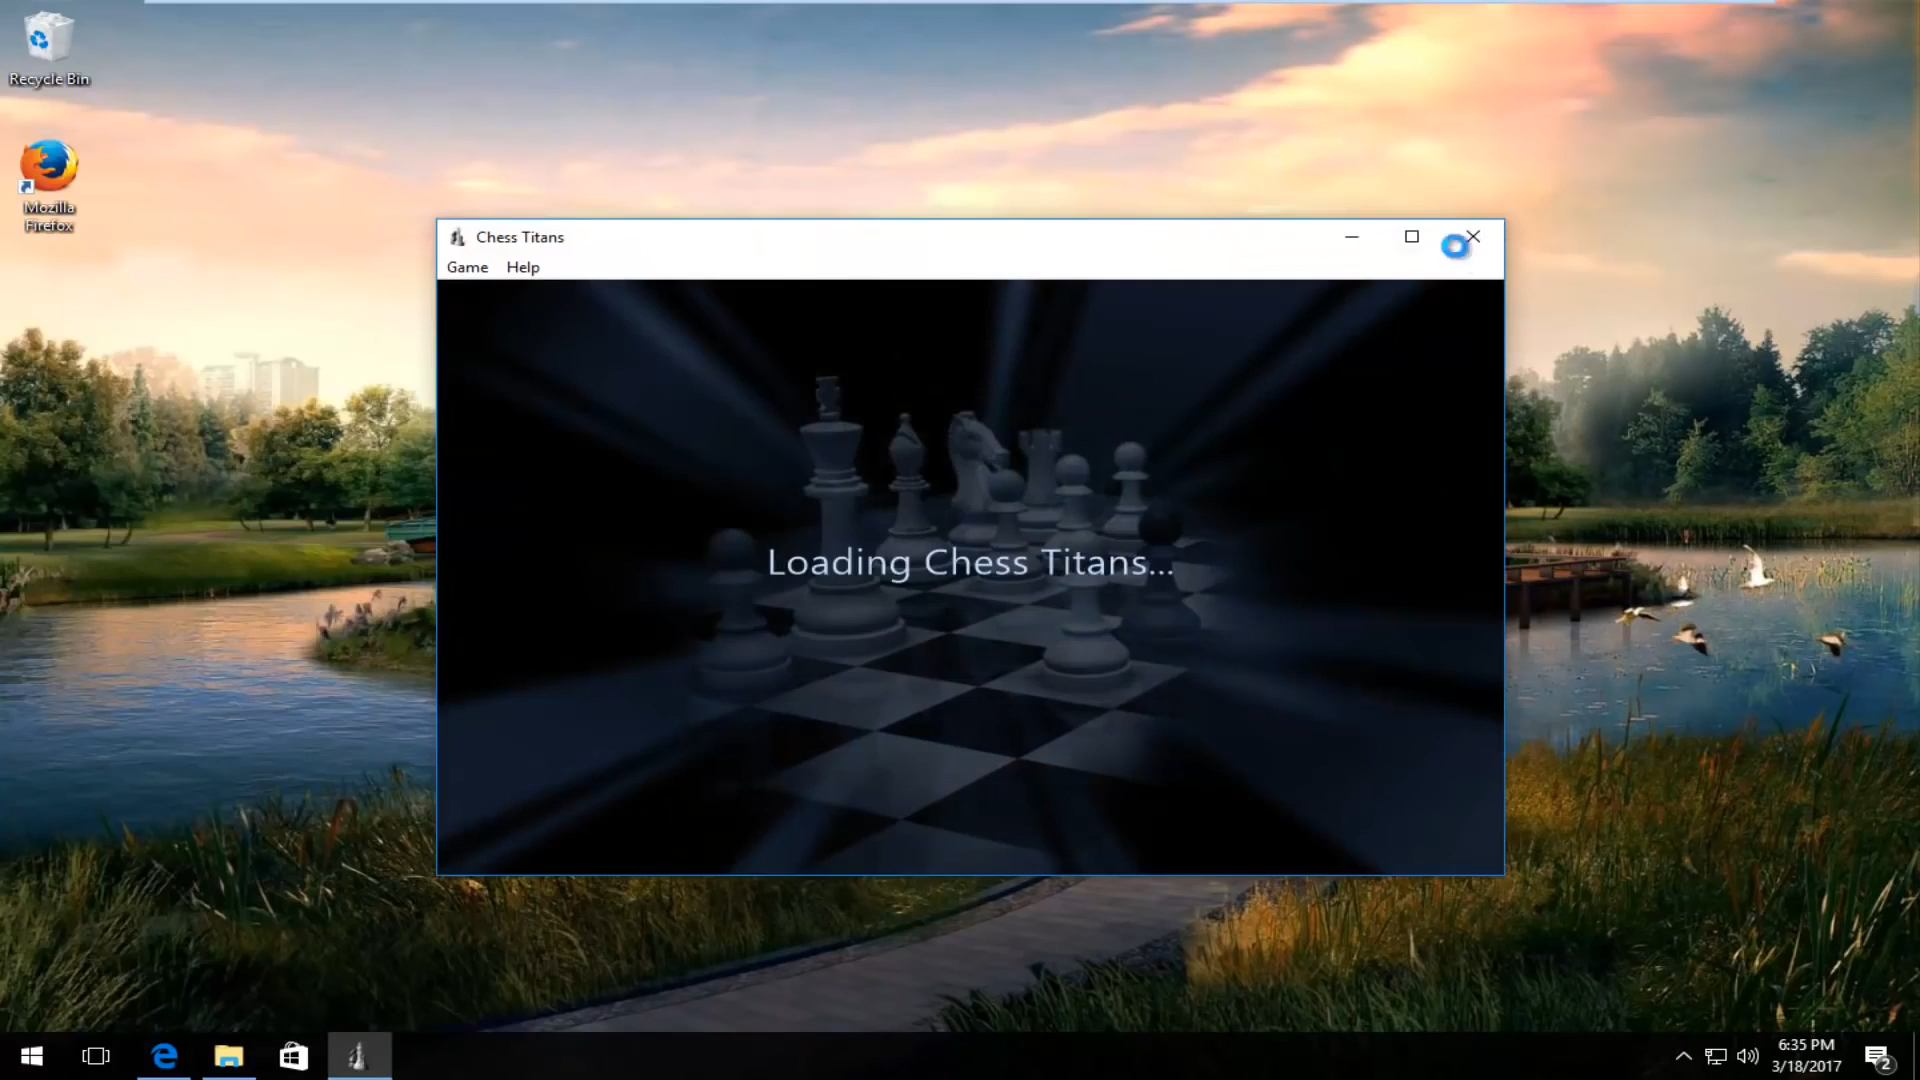 Recycle Bin
Mozilla
Firefox
Chess Titans
Game Help
Loading Chess Titans...
6:35 PM
3/18/2017
2